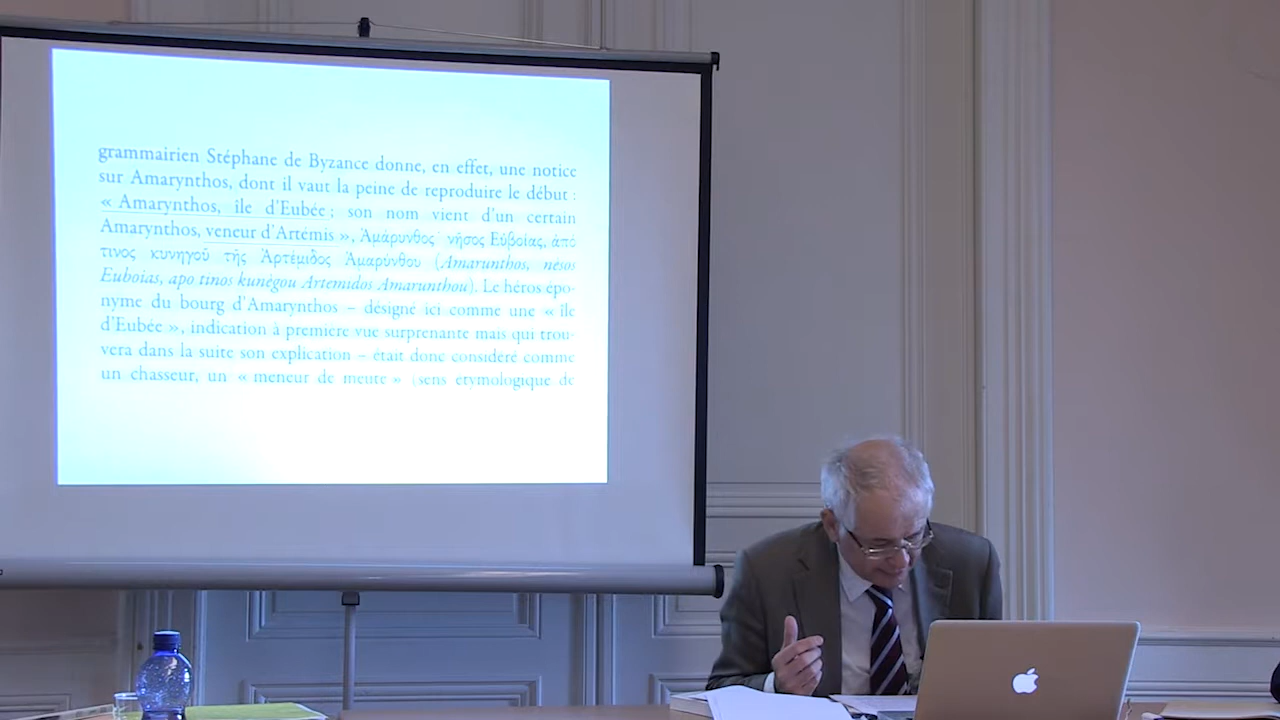 grammairien Stéphane de Byzance donne, en effet, une notice
sur Amarynthos, dont il vaut la peine de reproduire le début :
« Amarynthos, île d'Eubée ; son nom vient d'un certain
Amarynthos, veneur d'Artémis », Ἀμάρυνθος· νῆσος Εὐβοίας, ἀπό
τινος κυνηγοῦ τῆς Ἀρτέμιδος Ἀμαρύνθου (Amarunthos, nèsos
Euboias, apo tinos kunégou Artemidos Amarunthou). Le héros épo-
nyme du bourg d'Amarynthos – désigné ici comme une « île
d'Eubée », indication à première vue surprenante mais qui trou-
vera dans la suite son explication – était donc considéré comme
un chasseur, un « meneur de meute » (sens étymologique de